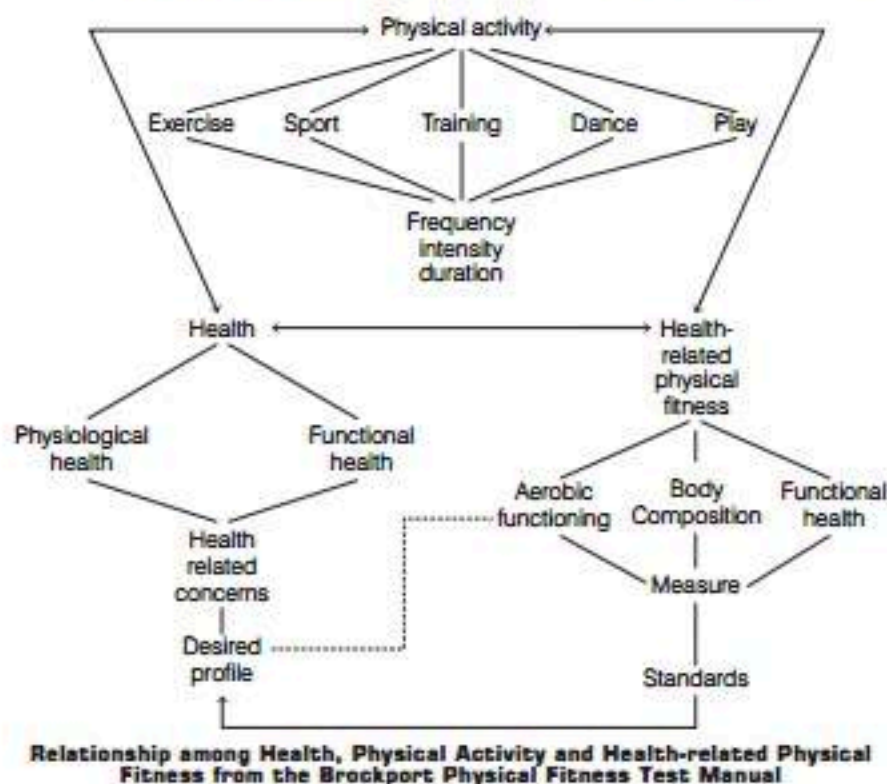 Physical activity
Exercise Sport Training Dance Play
Frequency
intensity
duration
Health
Health-
related
physical
fitness
Physiological
health
Functional
health
Aerobic
functioning
Body
Composition
Functional
health
Health
related
concerns
Measure
Desired
profile
Standards
Relationship among Health, Physical Activity and Health-related Physical
Fitness from the Brockport Physical Fitness Test Manual